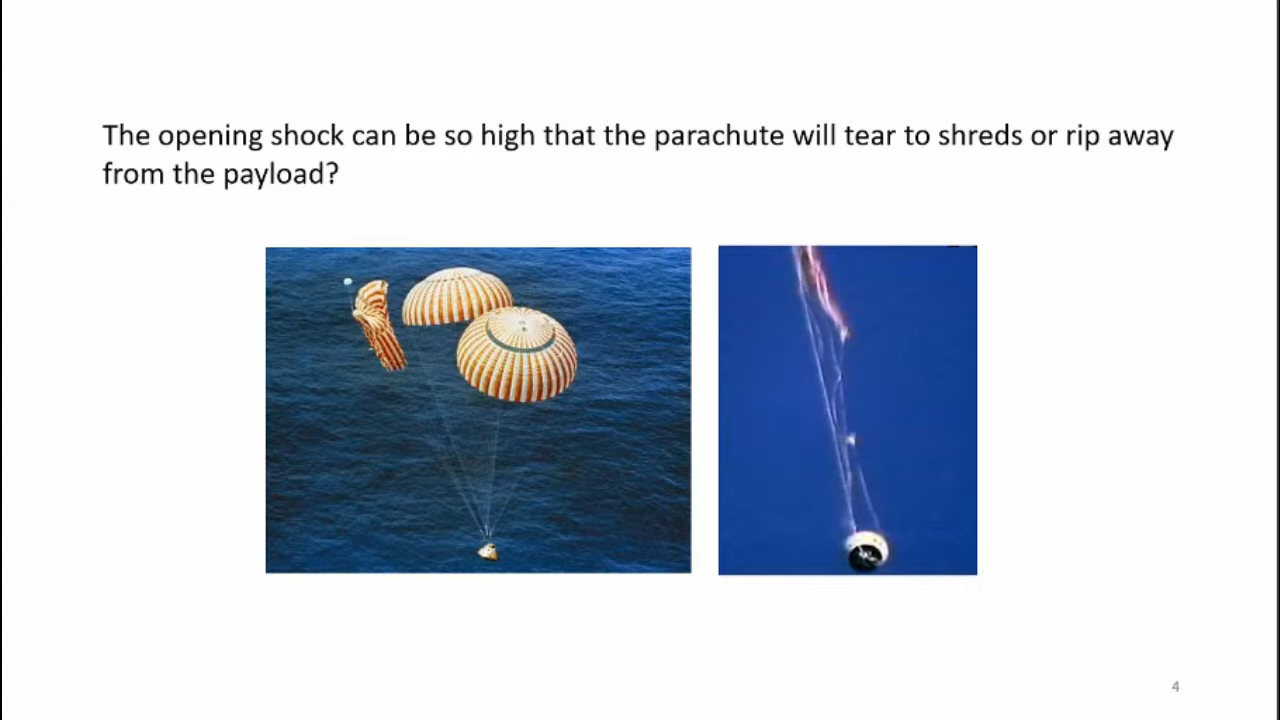 The opening shock can be so high that the parachute will tear to shreds or rip away
from the payload?
4